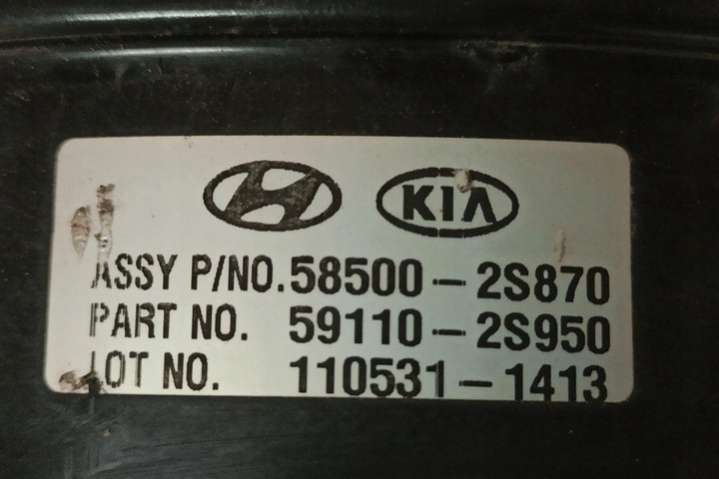 KIA
ASSY P/NO. 58500-2S870
PART NO. 59110-2S950
LOT NO. 110531-1413